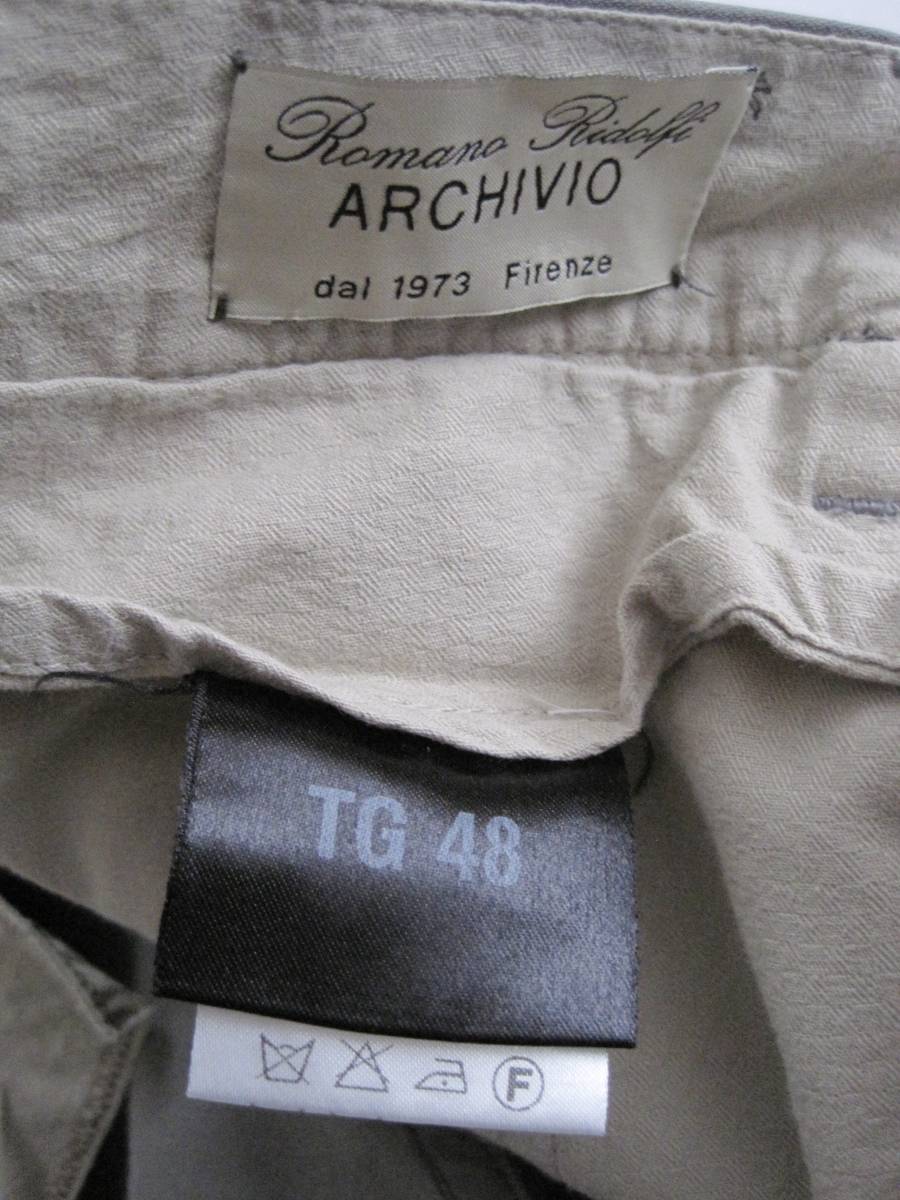 Romano Ridolfi
ARCHIVIO
dal 1973 Firenze
TG 48
F